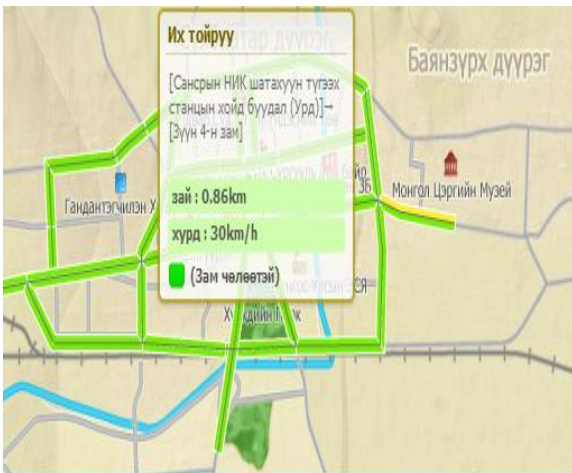 Их тойруу
[Сансрын НИК шатахуун түгээх
станцын хойд буудал (Урд)]→
[Зүүн 4-н зам]
зай : 0.86km
хурд : 30km/h
(Зам чөлөөтэй)
Баянзүрх дүүрэг
Монгол Цэргийн Музей
Гандантэгчилэн Х